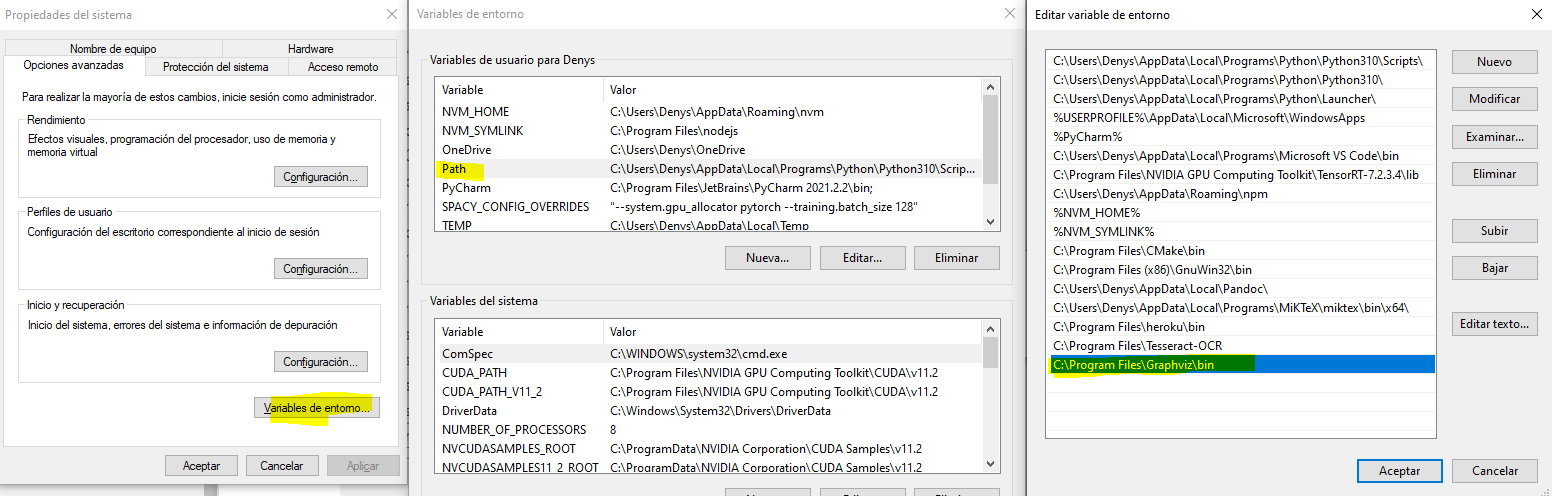 Propiedades del sistema
Nombre de equipo
Hardware
Opciones avanzadas
Protección del sistema
Acceso remoto
Para realizar la mayoría de estos cambios, inicie sesión como administrador.
Rendimiento
Efectos visuales, programación del procesador, uso de memoria y
memoria virtual
Configuración...
Perfiles de usuario
Configuración del escritorio correspondiente al inicio de sesión
Configuración...
Inicio y recuperación
Inicio del sistema, errores del sistema e información de depuración
Configuración...
Variables de entorno...
Aceptar
Cancelar
Aplicar
Variables de entorno
Variables de usuario para Denys
Variable Valor
NVM_HOME C:\Users\Denys\AppData\Roaming\nvm
NVM_SYMLINK C:\Program Files\nodejs
OneDrive C:\Users\Denys\OneDrive
Path C:\Users\Denys\AppData\Local\Programs\Python\Python310\Scrip...
PyCharm C:\Program Files\JetBrains\PyCharm 2021.2.2\bin;
SPACY_CONFIG_OVERRIDES "--system.gpu_allocator pytorch --training.batch_size 128"
TEMP C:\Users\Denys\AppData\Local\Temp
Nueva...
Editar...
Eliminar
Variables del sistema
Variable Valor
ComSpec C:\WINDOWS\system32\cmd.exe
CUDA_PATH C:\Program Files\NVIDIA GPU Computing Toolkit\CUDA\v11.2
CUDA_PATH_V11_2 C:\Program Files\NVIDIA GPU Computing Toolkit\CUDA\v11.2
DriverData C:\Windows\System32\Drivers\DriverData
NUMBER_OF_PROCESSORS 8
NVCUDASAMPLES_ROOT C:\ProgramData\NVIDIA Corporation\CUDA Samples\v11.2
NVCUDASAMPLES11_2_ROOT C:\ProgramData\NVIDIA Corporation\CUDA Samples\v11.2
Editar variable de entorno
C:\Users\Denys\AppData\Local\Programs\Python\Python310\Scripts\
C:\Users\Denys\AppData\Local\Programs\Python\Python310\
C:\Users\Denys\AppData\Local\Programs\Python\Launcher\
%USERPROFILE%\AppData\Local\Microsoft\WindowsApps
%PyCharm%
C:\Users\Denys\AppData\Local\Programs\Microsoft VS Code\bin
C:\Program Files\NVIDIA GPU Computing Toolkit\TensorRT-7.2.3.4\lib
C:\Users\Denys\AppData\Roaming\npm
%NVM_HOME%
%NVM_SYMLINK%
C:\Program Files\CMake\bin
C:\Program Files (x86)\GnuWin32\bin
C:\Users\Denys\AppData\Local\Pandoc\
C:\Users\Denys\AppData\Local\Programs\MiKTeX\miktex\bin\x64\
C:\Program Files\heroku\bin
C:\Program Files\Tesseract-OCR
C:\Program Files\Graphviz\bin
Nuevo
Modificar
Examinar...
Eliminar
Subir
Bajar
Editar texto...
Aceptar
Cancelar